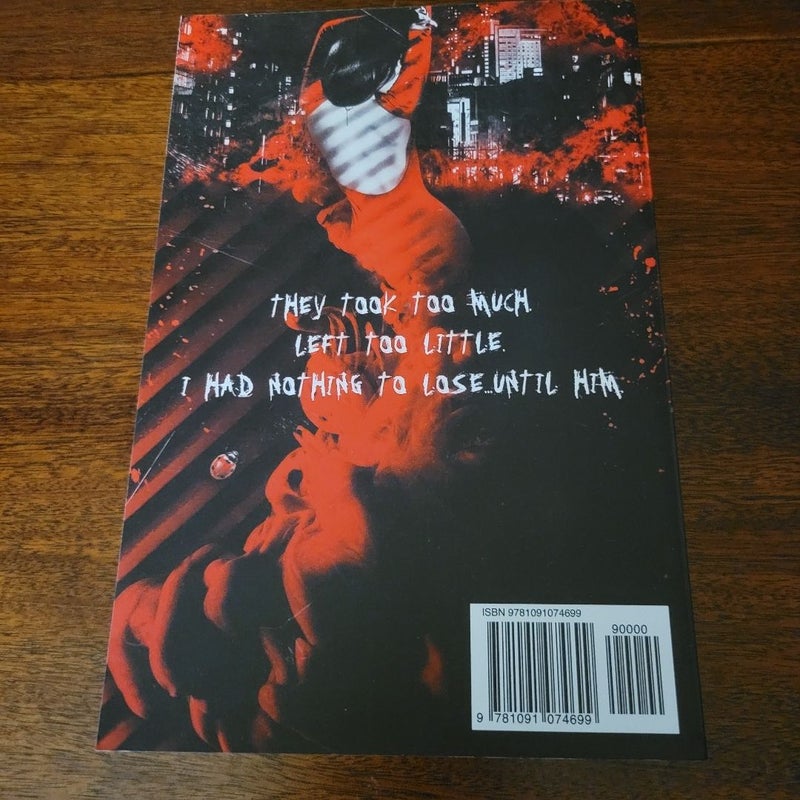 THEY TOOK TOO MUCH.
LEFT TOO LITTLE.
I HAD NOTHING TO LOSE...UNTIL HIM
ISBN 9781091074699
90000
9 781091 074699